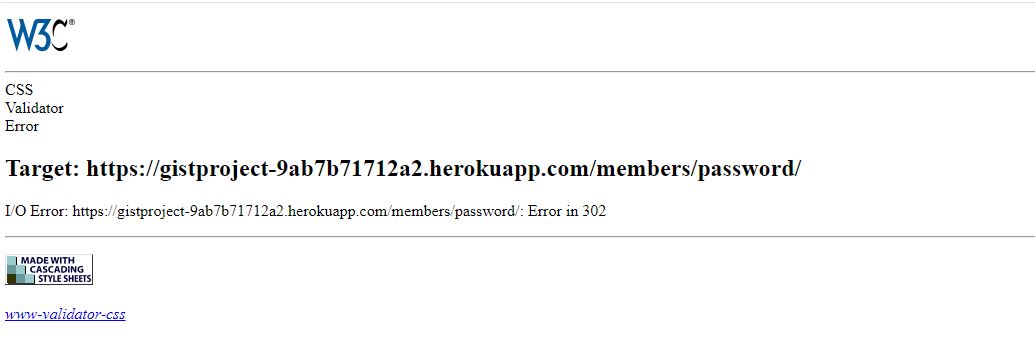 W3C®
CSS
Validator
Error
Target: https://gistproject-9ab7b71712a2.herokuapp.com/members/password/
I/O Error: https://gistproject-9ab7b71712a2.herokuapp.com/members/password/: Error in 302
MADE WITH
CASCADING
STYLE SHEETS
www-validator-css